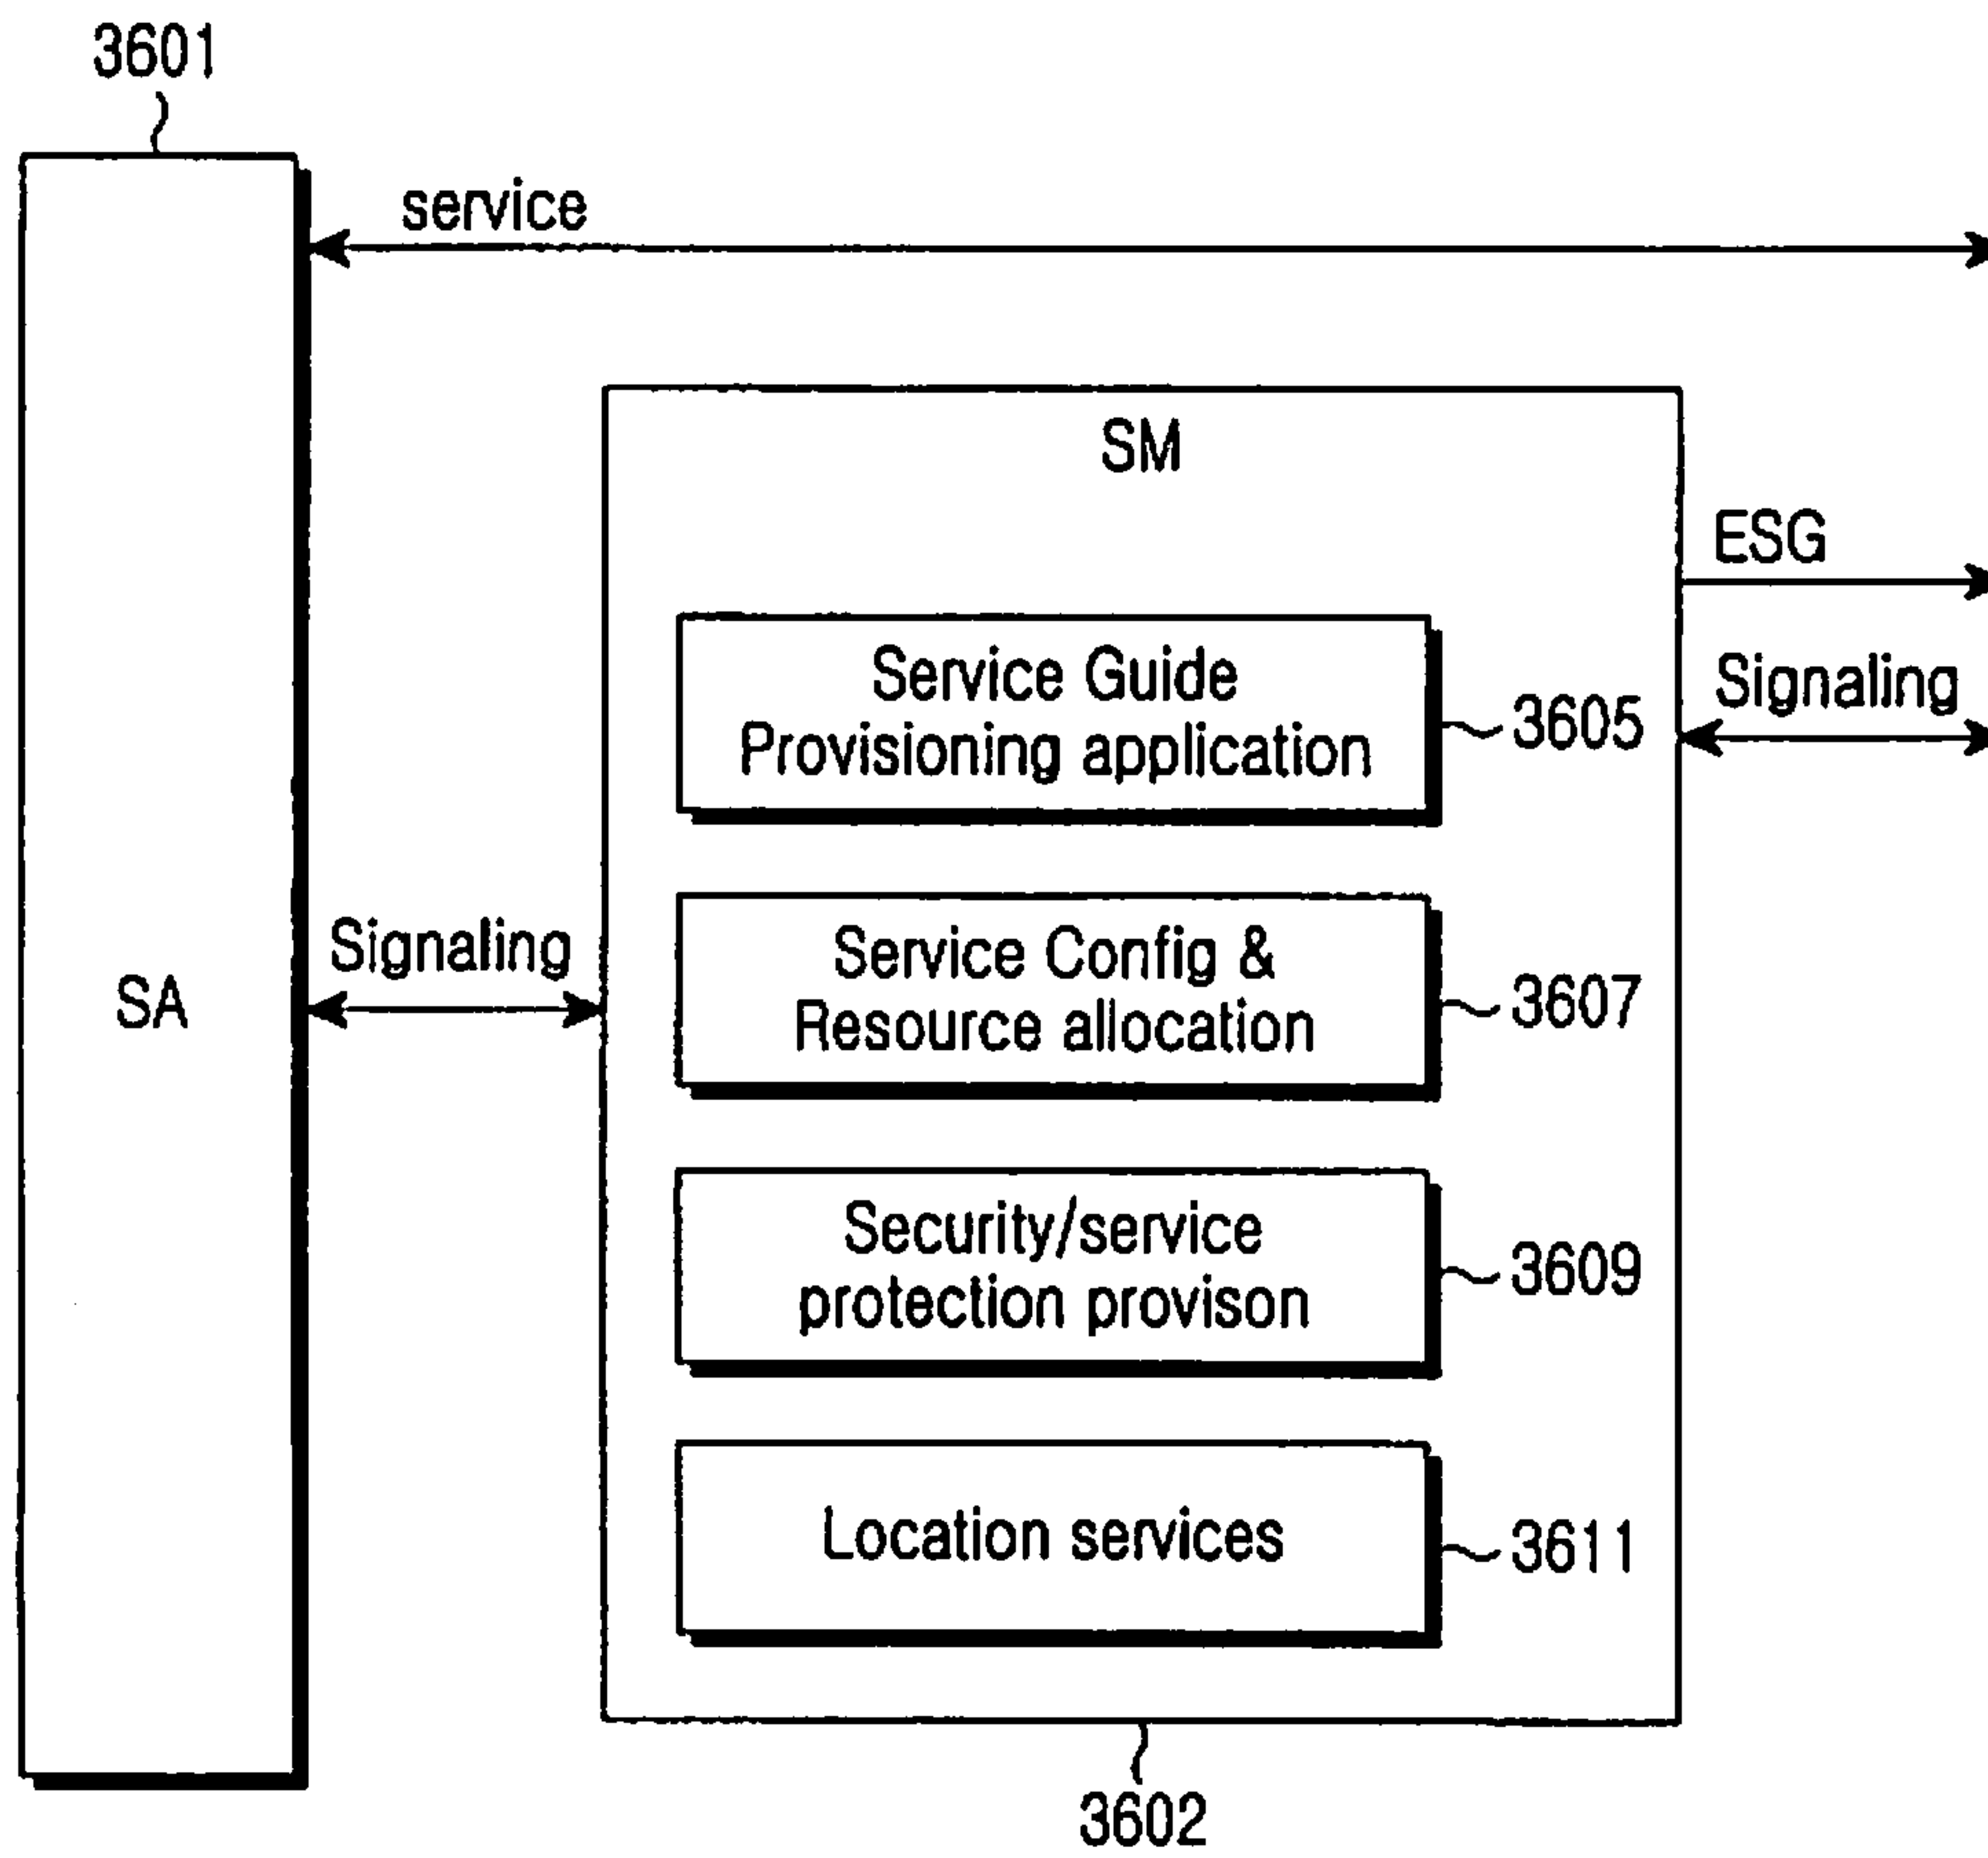 3601
service
SM
ESG
Service Guide
Provisioning application
3605
Signaling
Service Config &
Resource allocation
3607
Signaling
SA
Security/service
protection provison
3609
Location services
3611
3602